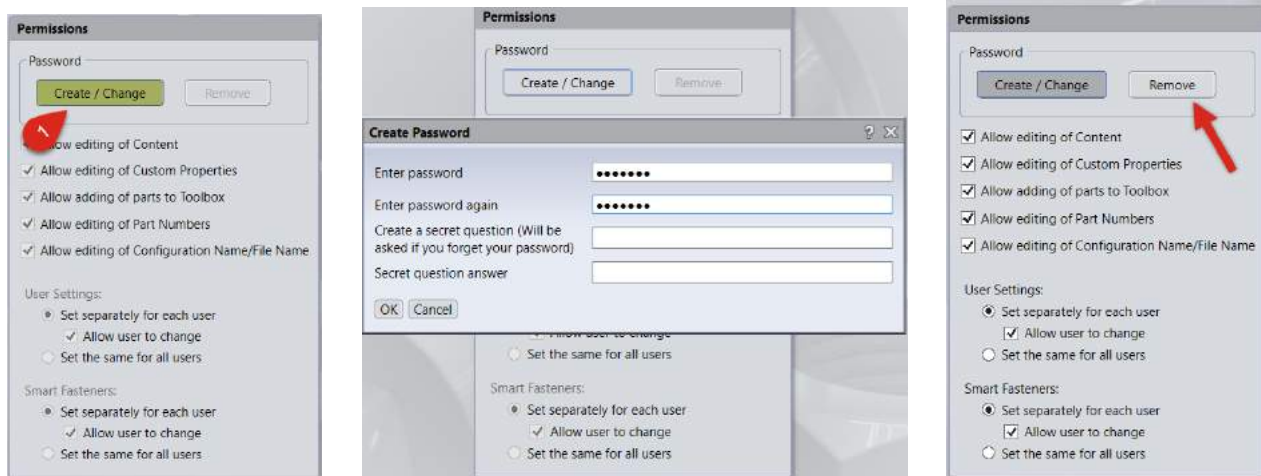 Permissions
Password
Create / Change Remove
1
ow editing of Content
Allow editing of Custom Properties
Allow adding of parts to Toolbox
Allow editing of Part Numbers
Allow editing of Configuration Name/File Name
User Settings:
Set separately for each user
Allow user to change
Set the same for all users
Smart Fasteners:
Set separately for each user
Allow user to change
Set the same for all users
Permissions
Password
Create / Change Remove
Create Password ?
Enter password •••••••
Enter password again •••••••
Create a secret question (Will be
asked if you forget your password)
Secret question answer
OK Cancel
Set the same for all users
Smart Fasteners:
Set separately for each user
Allow user to change
Set the same for all users
Permissions
Password
Create / Change Remove
Allow editing of Content
Allow editing of Custom Properties
Allow adding of parts to Toolbox
Allow editing of Part Numbers
Allow editing of Configuration Name/File Name
User Settings:
Set separately for each user
Allow user to change
Set the same for all users
Smart Fasteners:
Set separately for each user
Allow user to change
Set the same for all users